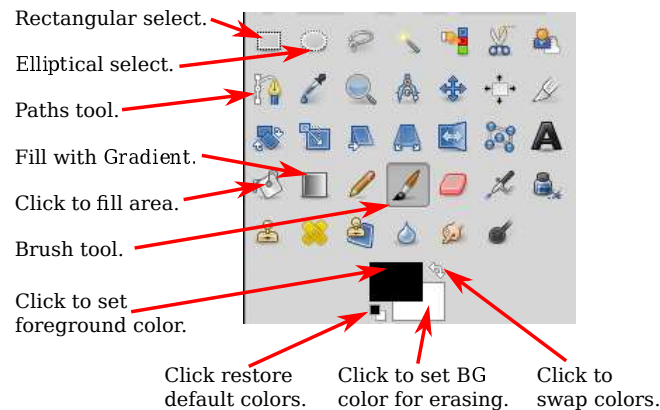 Rectangular select.
Elliptical select.
Paths tool.
Fill with Gradient.
Click to fill area.
Brush tool.
Click to set
foreground color.
Click restore
default colors.
Click to set BG
color for erasing.
Click to
swap colors.
A